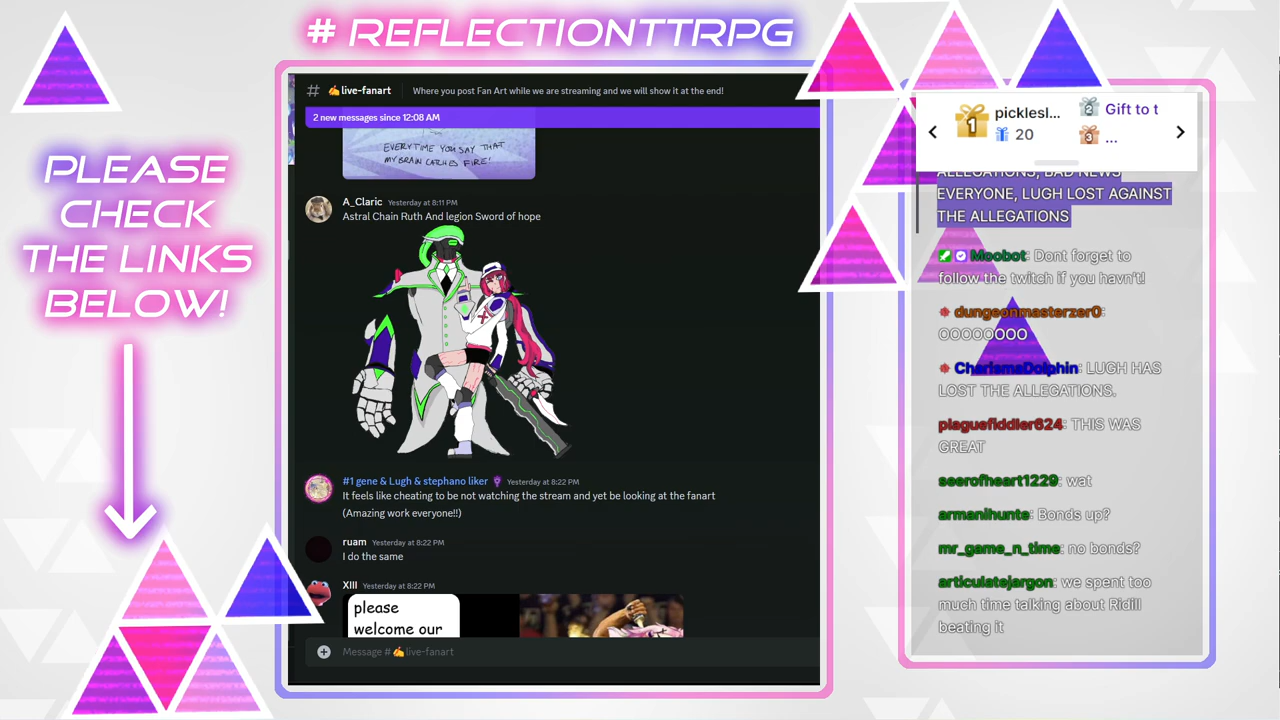 # REFLECTIONTTRPG
PLEASE
CHECK
THE LINKS
BELOW!
# ✍️live-fanart
Where you post Fan Art while we are streaming and we will show it at the end!
2 new messages since 12:08 AM
EVERYTIME YOU SAY THAT
MY BRAIN CATCHES FIRE!
A_Claric Yesterday at 8:11 PM
Astral Chain Ruth And legion Sword of hope
#1 gene & Lugh & stephano liker Yesterday at 8:22 PM
It feels like cheating to be not watching the stream and yet be looking at the fanart
(Amazing work everyone!!)
ruam Yesterday at 8:22 PM
I do the same
XIII Yesterday at 8:22 PM
please
welcome our
Message #✍️live-fanart
1 picklesl...
20
2 Gift to t
3 ...
ALLEGATIONS, BAD NEWS
EVERYONE, LUGH LOST AGAINST
THE ALLEGATIONS
Moobot: Dont forget to
follow the twitch if you havn't!
dungeonmasterzer0:
OOOOOOOO
CharismaDolphin: LUGH HAS
LOST THE ALLEGATIONS.
plaguefiddler624: THIS WAS
GREAT
seerofheart1229: wat
armanihunte: Bonds up?
mr_game_n_time: no bonds?
articulatejargon: we spent too
much time talking about Ridill
beating it